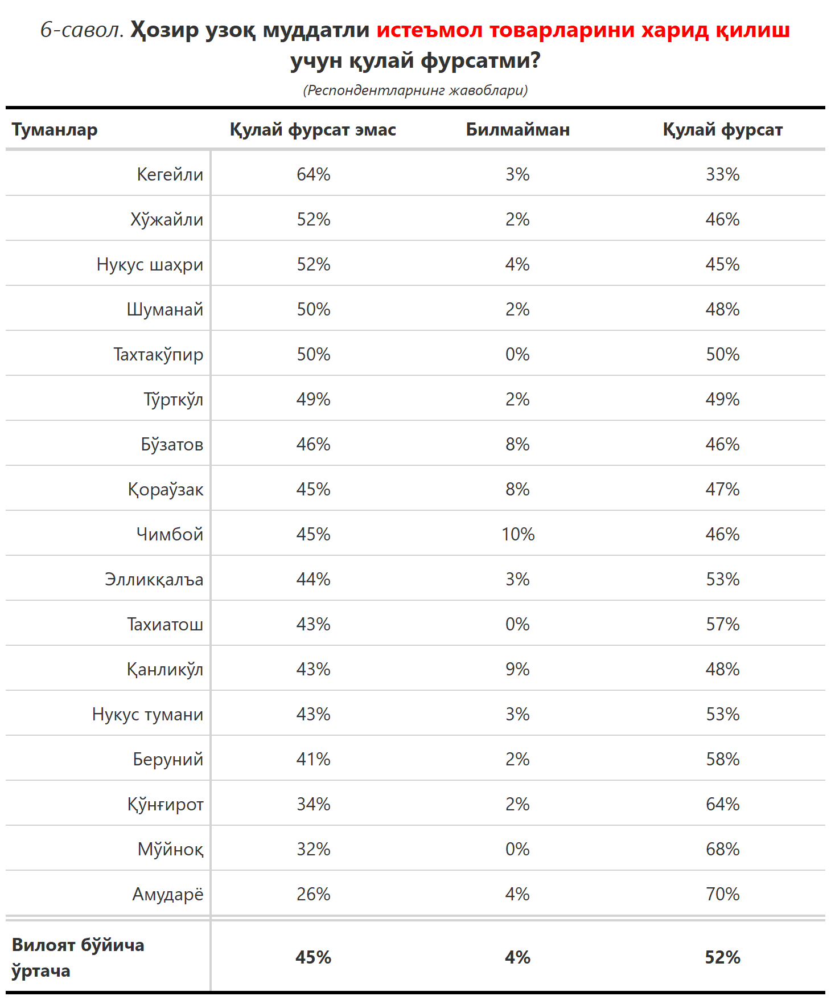 6-савол. Ҳозир узоқ муддатли истеъмол товарларини харид қилиш
учун қулай фурсатми?
(Респондентларнинг жавоблари)
Туманлар Қулай фурсат эмас Билмайман Қулай фурсат
Кегейли 64% 3% 33%
Хўжайли 52% 2% 46%
Нукус шаҳри 52% 4% 45%
Шуманай 50% 2% 48%
Тахтакўпир 50% 0% 50%
Тўрткўл 49% 2% 49%
Бўзатов 46% 8% 46%
Қораўзак 45% 8% 47%
Чимбой 45% 10% 46%
Элликқалъа 44% 3% 53%
Тахиатош 43% 0% 57%
Қанликўл 43% 9% 48%
Нукус тумани 43% 3% 53%
Беруний 41% 2% 58%
Қўнғирот 34% 2% 64%
Мўйноқ 32% 0% 68%
Амударё 26% 4% 70%
Вилоят бўйича
ўртача 45% 4% 52%